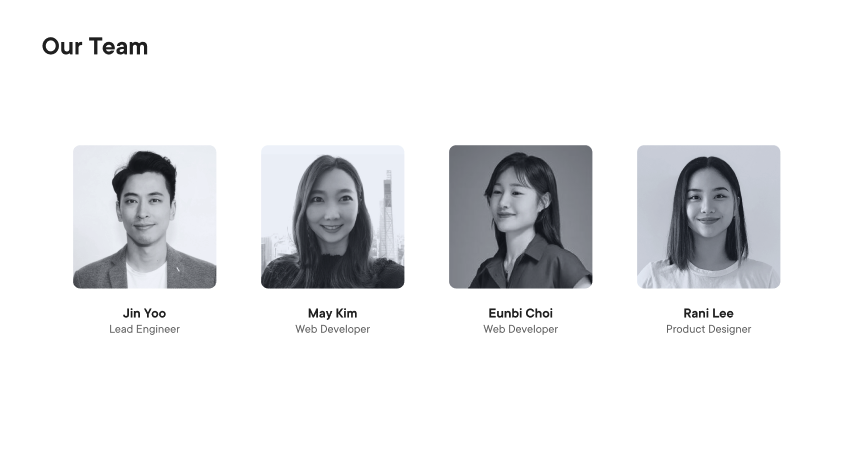 Our Team
Jin Yoo
Lead Engineer
May Kim
Web Developer
Eunbi Choi
Web Developer
Rani Lee
Product Designer